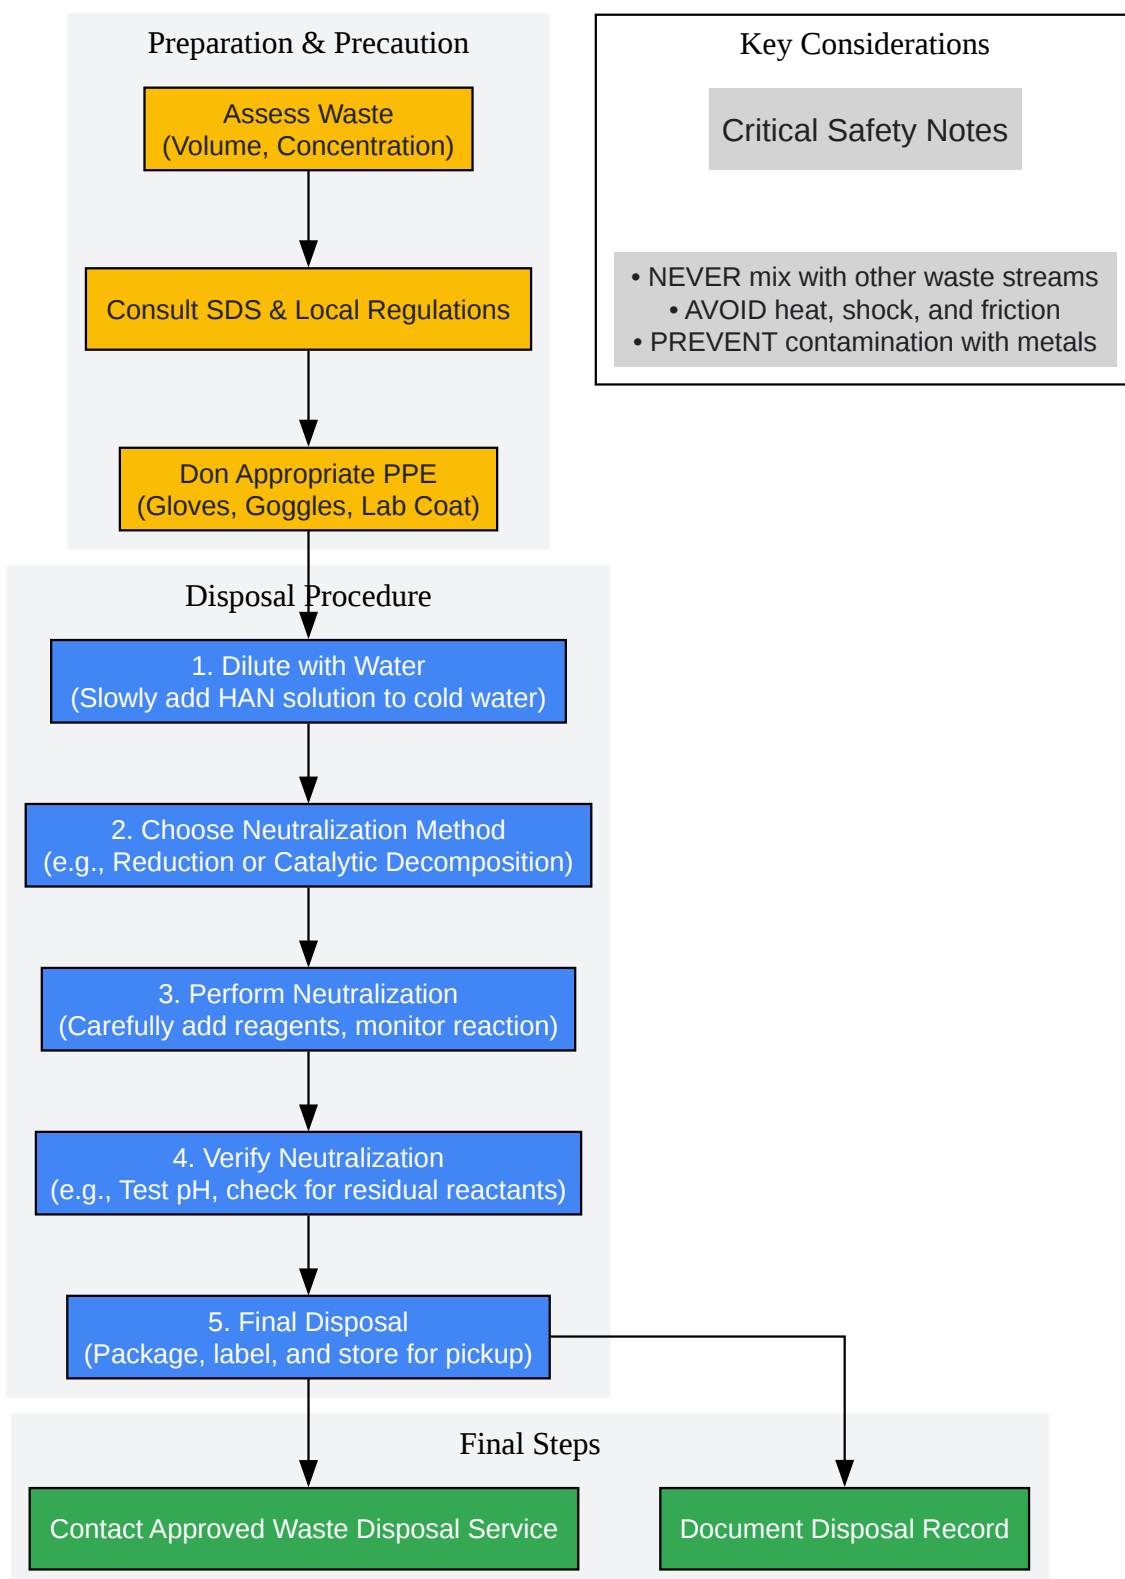 Preparation & Precaution
Assess Waste
(Volume, Concentration)
Consult SDS & Local Regulations
Don Appropriate PPE
(Gloves, Goggles, Lab Coat)
Key Considerations
Critical Safety Notes
• NEVER mix with other waste streams
• AVOID heat, shock, and friction
• PREVENT contamination with metals
Disposal Procedure
1. Dilute with Water
(Slowly add HAN solution to cold water)
2. Choose Neutralization Method
(e.g., Reduction or Catalytic Decomposition)
3. Perform Neutralization
(Carefully add reagents, monitor reaction)
4. Verify Neutralization
(e.g., Test pH, check for residual reactants)
5. Final Disposal
(Package, label, and store for pickup)
Final Steps
Contact Approved Waste Disposal Service
Document Disposal Record